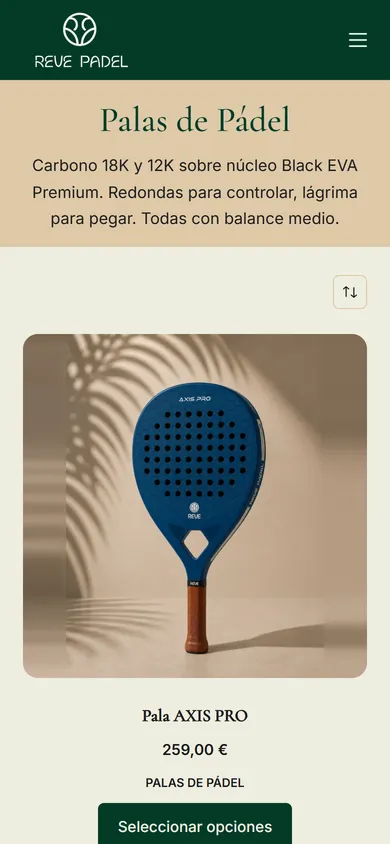 REVE PADEL
Palas de Pádel
Carbono 18K y 12K sobre núcleo Black EVA
Premium. Redondas para controlar, lágrima
para pegar. Todas con balance medio.
AXIS PRO
REVE
Pala AXIS PRO
259,00 €
PALAS DE PÁDEL
Seleccionar opciones